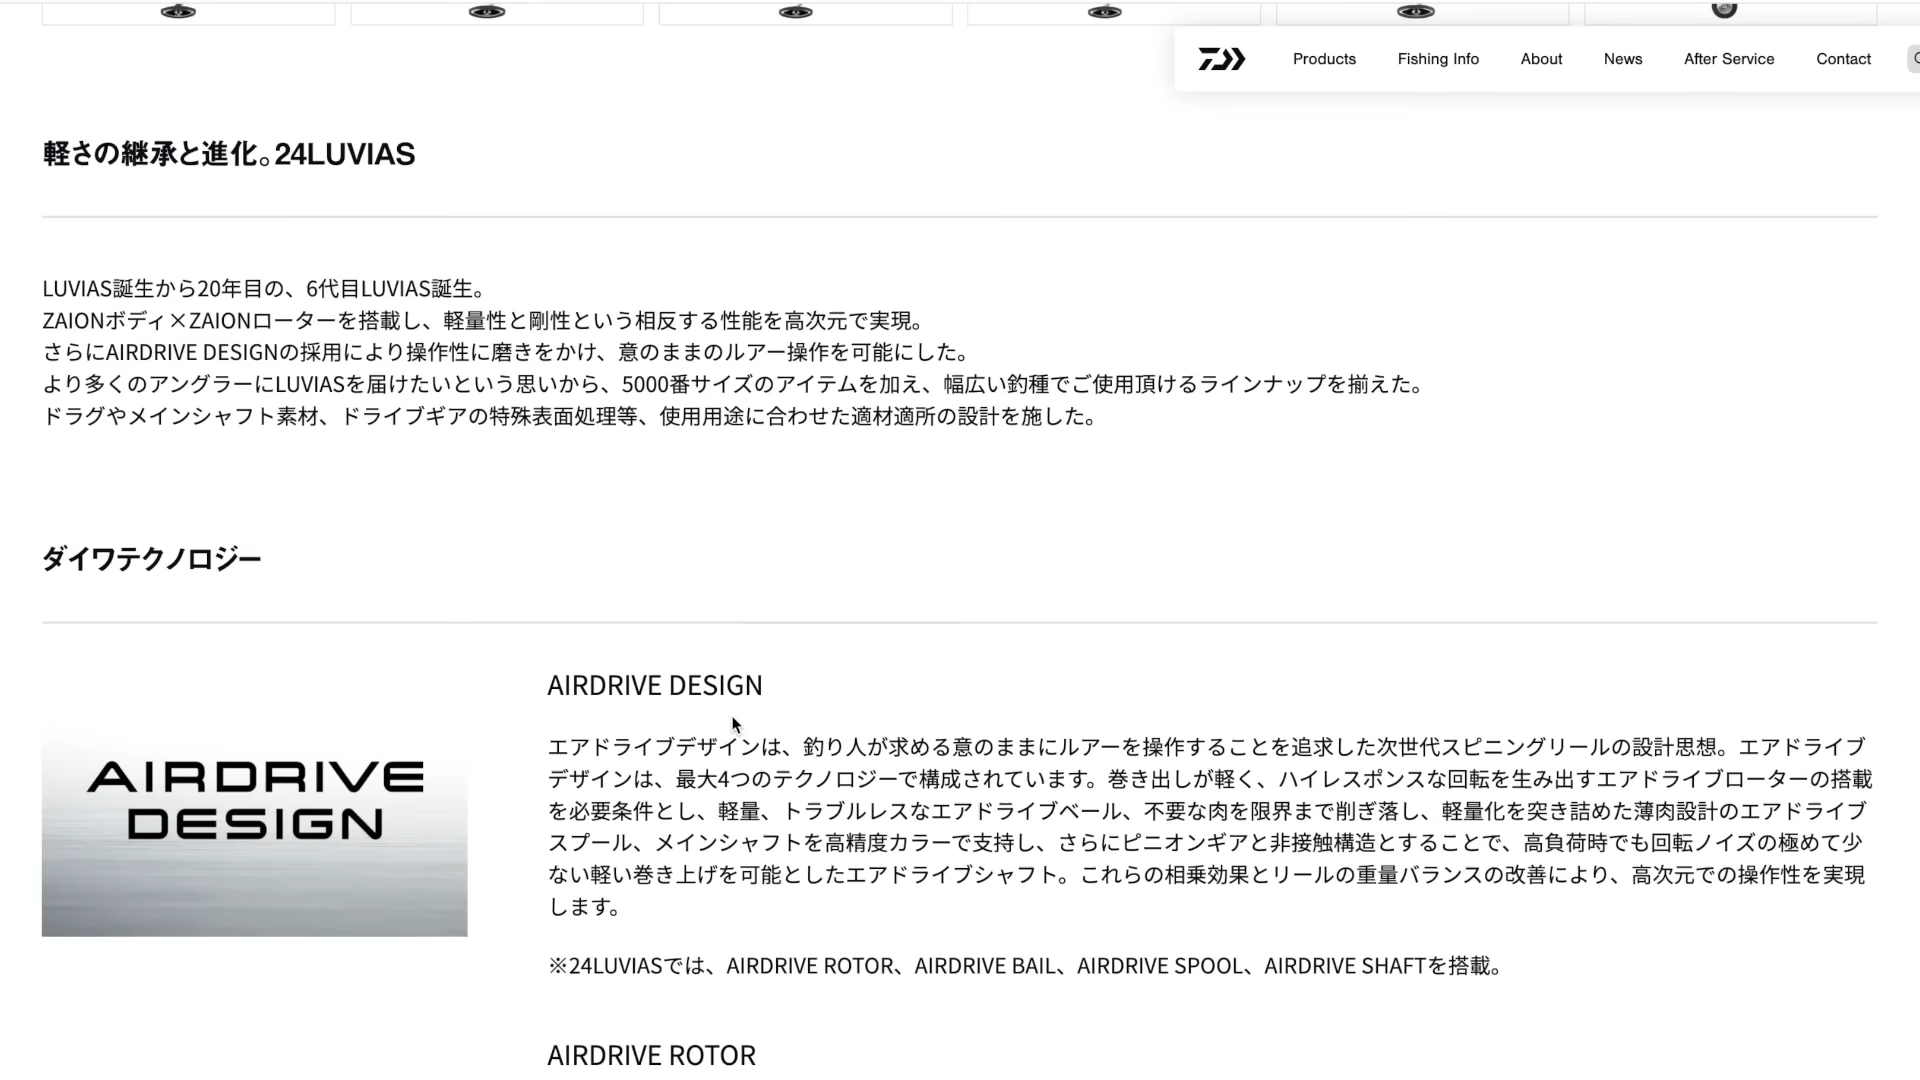 Products Fishing Info About News After Service Contact
軽さの継承と進化。24LUVIAS
LUVIAS誕生から20年目の、6代目LUVIAS誕生。
ZAIONボディ×ZAIONローターを搭載し、軽量性と剛性という相反する性能を高次元で実現。
さらにAIRDRIVE DESIGNの採用により操作性に磨きをかけ、意のままのルアー操作を可能にした。
より多くのアングラーにLUVIASを届けたいという思いから、5000番サイズのアイテムを加え、幅広い釣種でご使用頂けるラインナップを揃えた。
ドラグやメインシャフト素材、ドライブギアの特殊表面処理等、使用用途に合わせた適材適所の設計を施した。
ダイワテクノロジー
AIRDRIVE
DESIGN
AIRDRIVE DESIGN
エアドライブデザインは、釣り人が求める意のままにルアーを操作することを追求した次世代スピニングリールの設計思想。エアドライブ
デザインは、最大4つのテクノロジーで構成されています。巻き出しが軽く、ハイレスポンスな回転を生み出すエアドライブローターの搭載
を必要条件とし、軽量、トラブルレスなエアドライブベール、不要な肉を限界まで削ぎ落し、軽量化を突き詰めた薄肉設計のエアドライブ
スプール、メインシャフトを高精度カラーで支持し、さらにピニオンギアと非接触構造とすることで、高負荷時でも回転ノイズの極めて少
ない軽い巻き上げを可能としたエアドライブシャフト。これらの相乗効果とリールの重量バランスの改善により、高次元での操作性を実現
します。
※24LUVIASでは、AIRDRIVE ROTOR、AIRDRIVE BAIL、AIRDRIVE SPOOL、AIRDRIVE SHAFTを搭載。
AIRDRIVE ROTOR